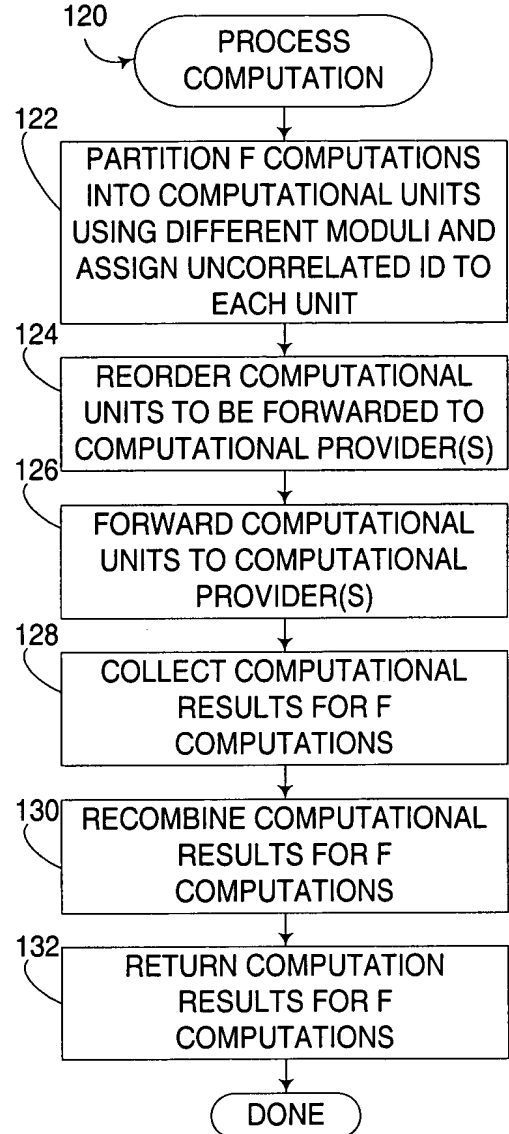 120
PROCESS
COMPUTATION
122
PARTITION F COMPUTATIONS
INTO COMPUTATIONAL UNITS
USING DIFFERENT MODULI AND
ASSIGN UNCORRELATED ID TO
EACH UNIT
124
REORDER COMPUTATIONAL
UNITS TO BE FORWARDED TO
COMPUTATIONAL PROVIDER(S)
126
FORWARD COMPUTATIONAL
UNITS TO COMPUTATIONAL
PROVIDER(S)
128
COLLECT COMPUTATIONAL
RESULTS FOR F
COMPUTATIONS
130
RECOMBINE COMPUTATIONAL
RESULTS FOR F
COMPUTATIONS
132
RETURN COMPUTATION
RESULTS FOR F
COMPUTATIONS
DONE